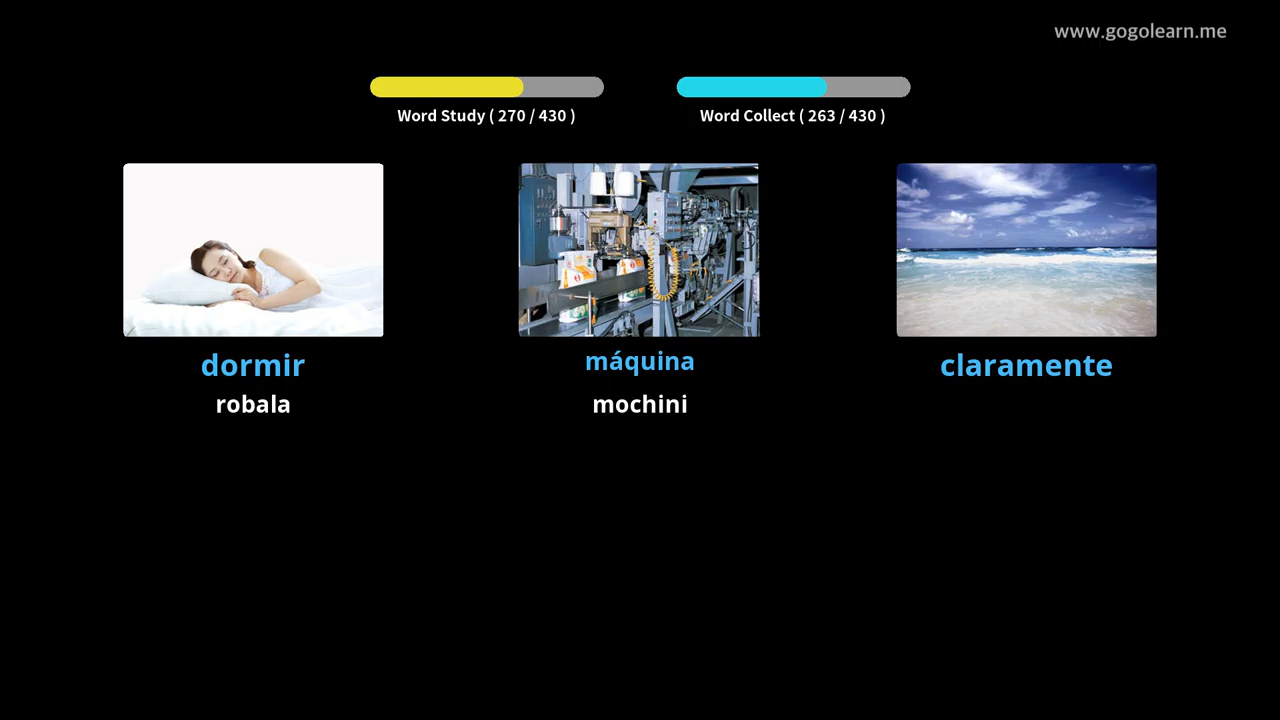 www.gogolearn.me
Word Study ( 270 / 430 )
Word Collect ( 263 / 430 )
dormir
máquina
claramente
robala
mochini